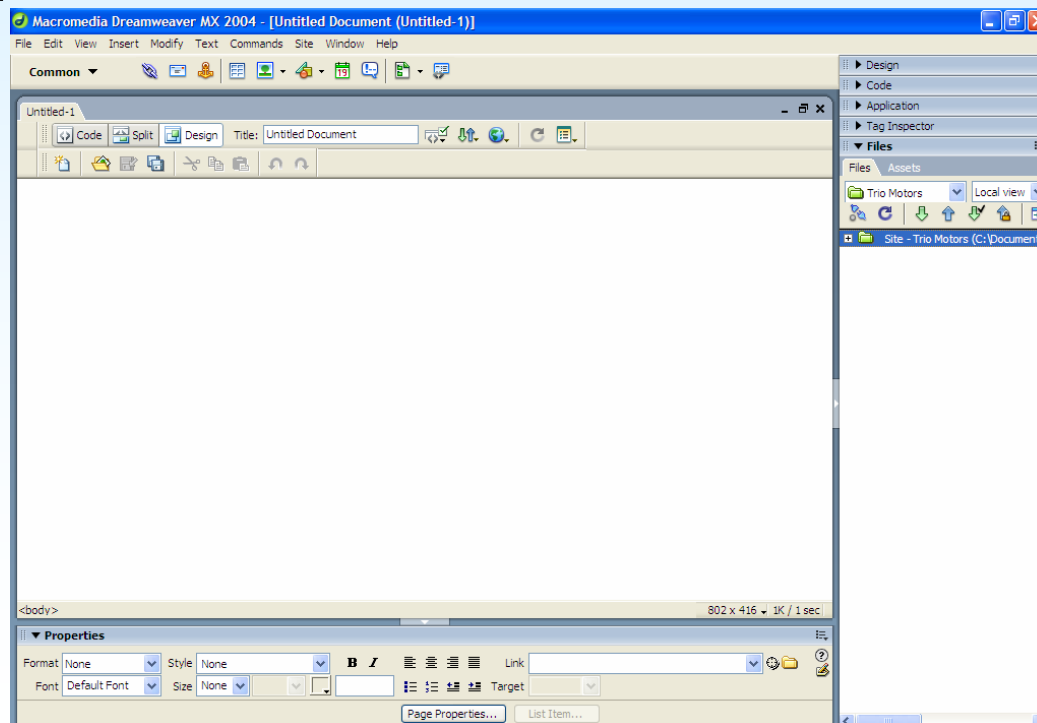 Macromedia Dreamweaver MX 2004 - [Untitled Document (Untitled-1)]
File Edit View Insert Modify Text Commands Site Window Help
Common
19
Untitled-1
Code Split Design Title: Untitled Document
<body>
802 x 416 1K / 1 sec
Properties
Format None Style None B I Link
Font Default Font Size None Target
Page Properties... List Item...
Design
Code
Application
Tag Inspector
Files
Files Assets
Trio Motors Local view
Site - Trio Motors (C:\Document